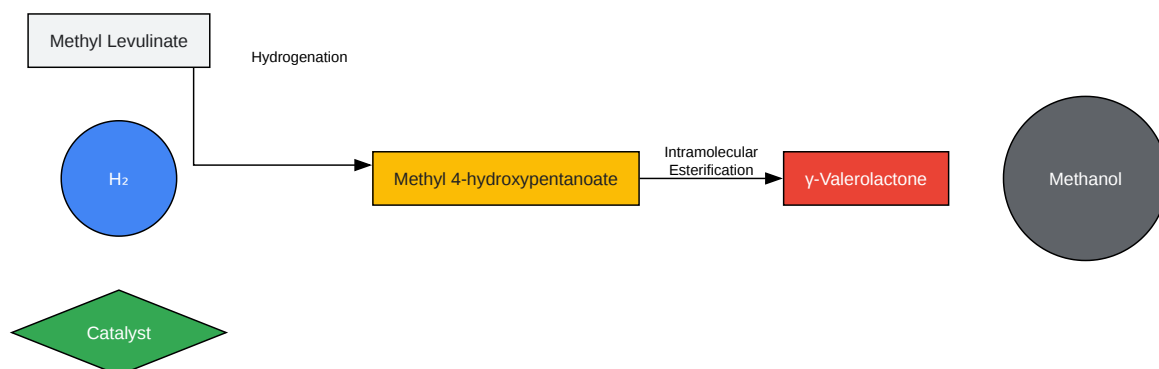 Methyl Levulinate
Hydrogenation
H₂
Methyl 4-hydroxypentanoate
Intramolecular
Esterification
γ-Valerolactone
Methanol
Catalyst